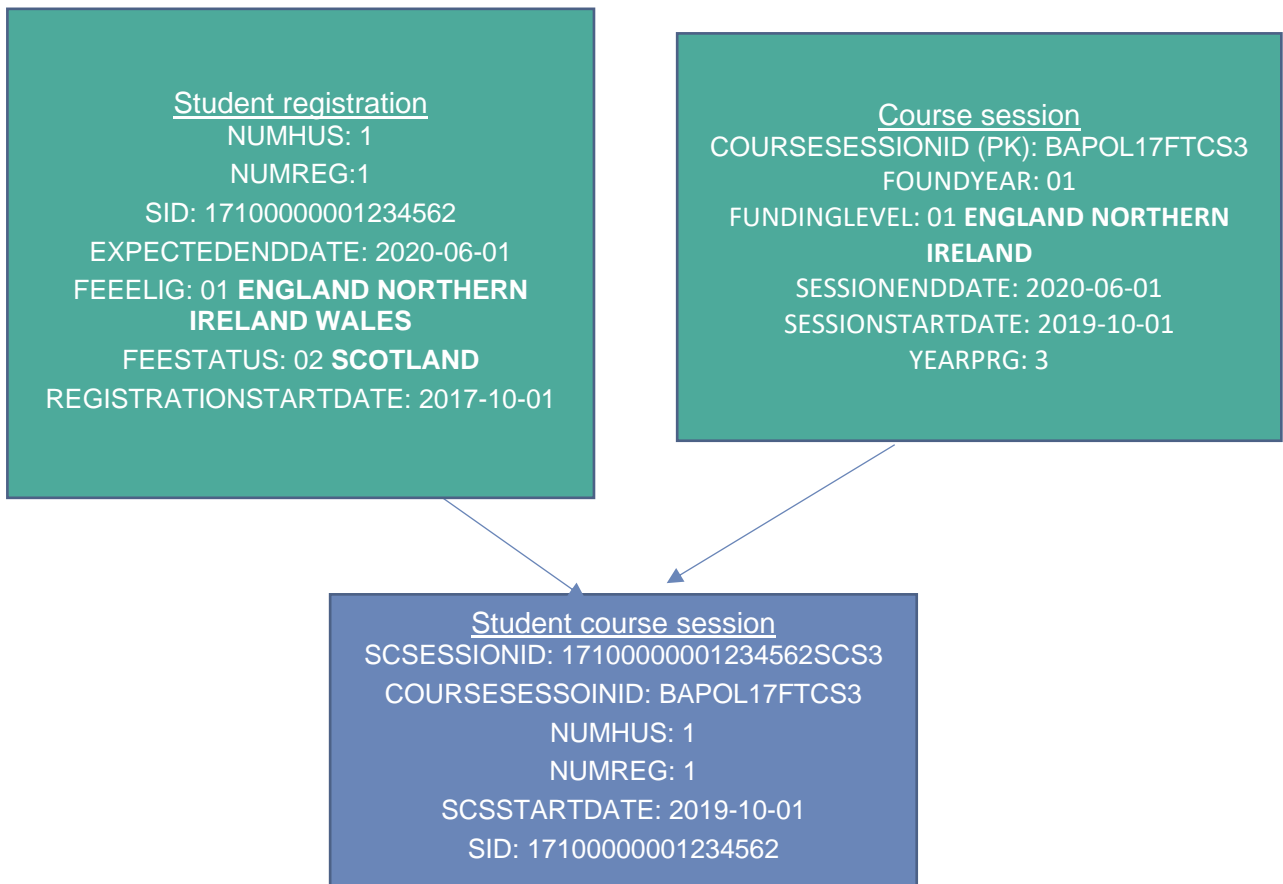 Student registration
NUMHUS: 1
NUMREG:1
SID: 17100000001234562
EXPECTEDENDDATE: 2020-06-01
FEEELIG: 01 ENGLAND NORTHERN
IRELAND WALES
FEESTATUS: 02 SCOTLAND
REGISTRATIONSTARTDATE: 2017-10-01
Course session
COURSESESSIONID (PK): BAPOL17FTCS3
FOUNDYEAR: 01
FUNDINGLEVEL: 01 ENGLAND NORTHERN
IRELAND
SESSIONENDDATE: 2020-06-01
SESSIONSTARTDATE: 2019-10-01
YEARPRG: 3
Student course session
SCSESSIONID: 17100000001234562SCS3
COURSESESSOINID: BAPOL17FTCS3
NUMHUS: 1
NUMREG: 1
SCSSTARTDATE: 2019-10-01
SID: 17100000001234562